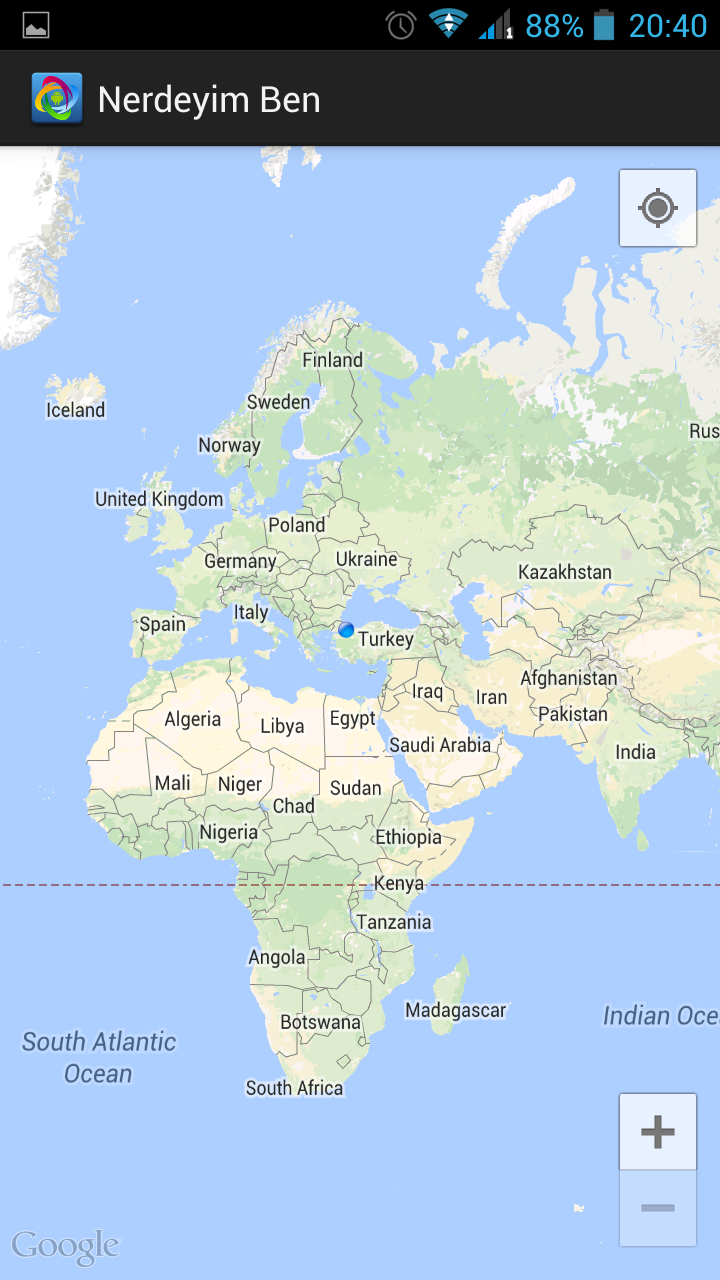 1 88% 20:40
Nerdeyim Ben
Finland
Iceland
Sweden
Rus
Norway
United Kingdom
Poland
Germany
Ukraine
Kazakhstan
Italy
Spain
Turkey
Afghanistan
Iraq
Iran
Algeria
Libya
Egypt
Pakistan
Saudi Arabia
India
Mali
Niger
Sudan
Chad
Nigeria
Ethiopia
Kenya
Tanzania
Angola
Madagascar
Botswana
Indian Oce
South Atlantic
Ocean
South Africa
Google